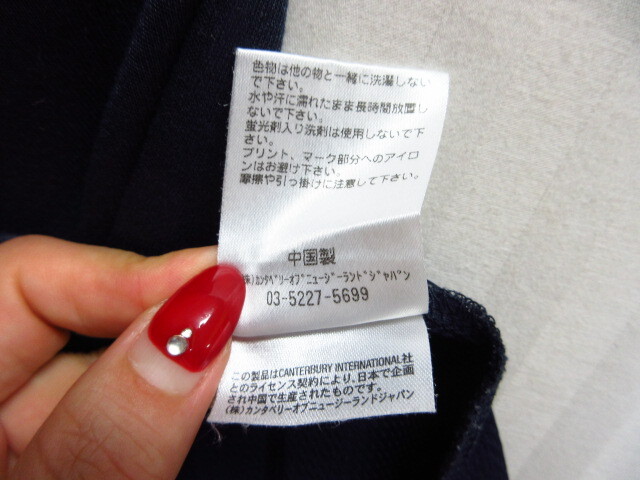 色物は他の物と一緒に洗濯しない
で下さい。
水や汗に濡れたまま長時間放置し
ないで下さい。
蛍光剤入り洗剤は使用しないで下
さい。
プリント、マーク部分へのアイロ
ンはお避け下さい。
摩擦や引っ掛けに注意して下さい。
中国製
(株)カンタベリーオブニュージーランドジャパン
03-5227-5699
この製品はCANTERBURY INTERNATIONAL社
とのライセンス契約により、日本で企画
され中国で生産されたものです。
(株)カンタベリーオブニュージーランドジャパン